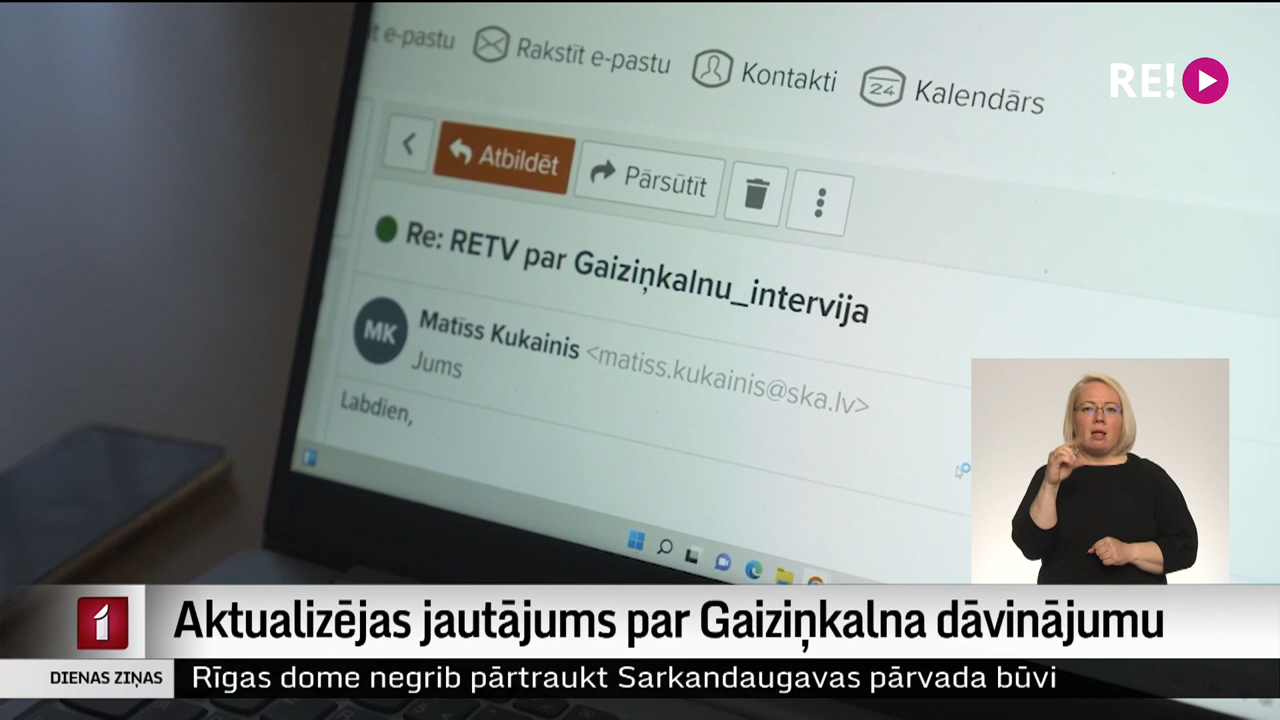 t e-pastu
Rakstīt e-pastu
Kontakti
24
Kalendārs
RE!
Atbildēt
Pārsūtīt
Re: RETV par Gaiziņkalnu_intervija
MK
Matīss Kukainis <matiss.kukainis@ska.lv>
Jums
Labdien,
1
Aktualizējas jautājums par Gaiziņkalna dāvinājumu
DIENAS ZIŅAS
Rīgas dome negrib pārtraukt Sarkandaugavas pārvada būvi